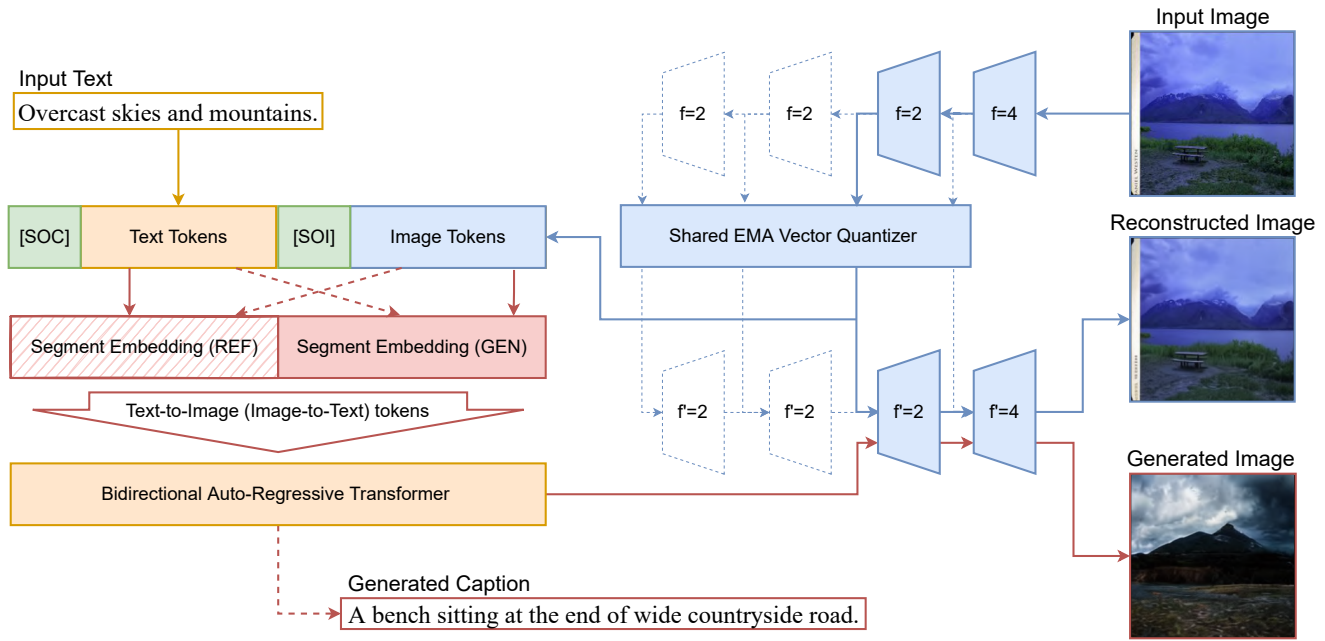 Input Image
Input Text
Overcast skies and mountains.
f=2
f=2
f=2
f=4
[SOC]
Text Tokens
[SOI]
Image Tokens
Shared EMA Vector Quantizer
Reconstructed Image
Segment Embedding (REF)
Segment Embedding (GEN)
Text-to-Image (Image-to-Text) tokens
f'=2
f'=2
f'=2
f'=4
Generated Image
Bidirectional Auto-Regressive Transformer
Generated Caption
A bench sitting at the end of wide countryside road.